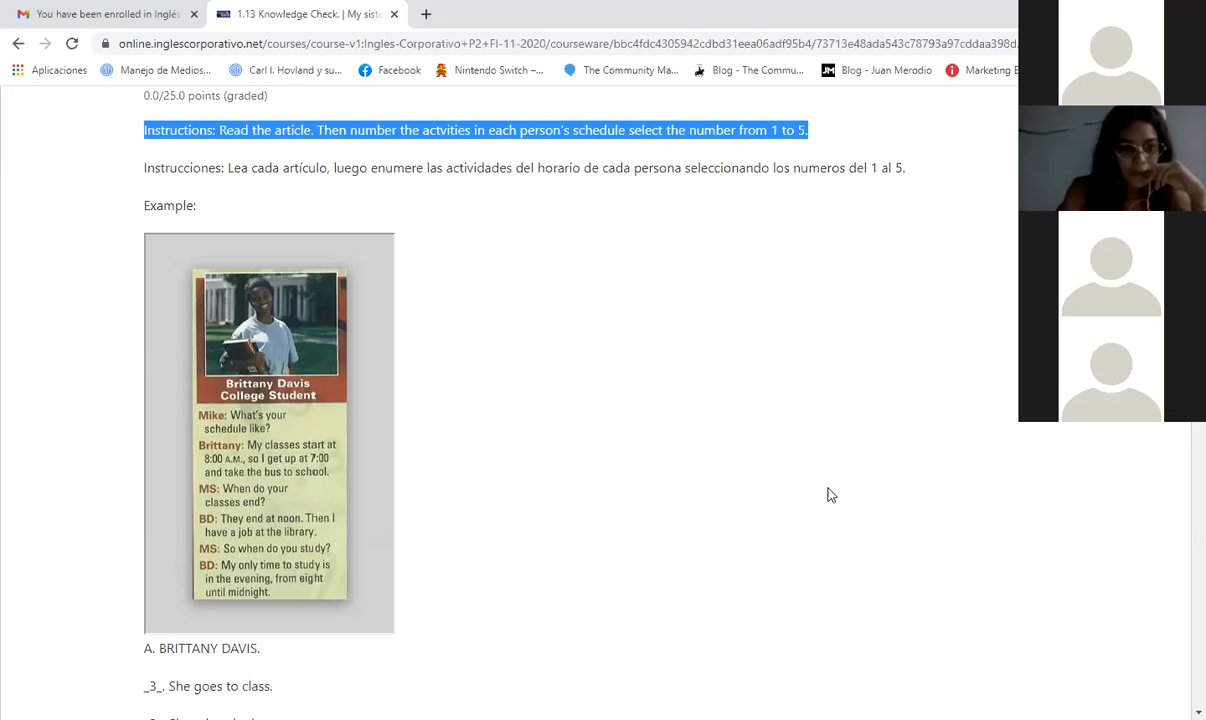 You have been enrolled in Inglés
1.13 Knowledge Check. | My siste
online.inglescorporativo.net/courses/course-v1:Ingles-Corporativo+P2+FI-11-2020/courseware/bbc4fdc4305942cdbd31eea06adf95b4/73713e48ada543c78793a97cddaa398d
Aplicaciones
Manejo de Medios...
Carl I. Hovland y su...
Facebook
Nintendo Switch –...
The Community Ma...
Blog - The Commu...
JM Blog - Juan Merodio
Marketing E
0.0/25.0 points (graded)
Instructions: Read the article. Then number the actvities in each person's schedule select the number from 1 to 5.
Instrucciones: Lea cada artículo, luego enumere las actividades del horario de cada persona seleccionando los numeros del 1 al 5.
Example:
Brittany Davis
College Student
Mike: What's your
schedule like?
Brittany: My classes start at
8:00 A.M., so I get up at 7:00
and take the bus to school.
MS: When do your
classes end?
BD: They end at noon. Then I
have a job at the library.
MS: So when do you study?
BD: My only time to study is
in the evening, from eight
until midnight.
A. BRITTANY DAVIS.
_3_. She goes to class.